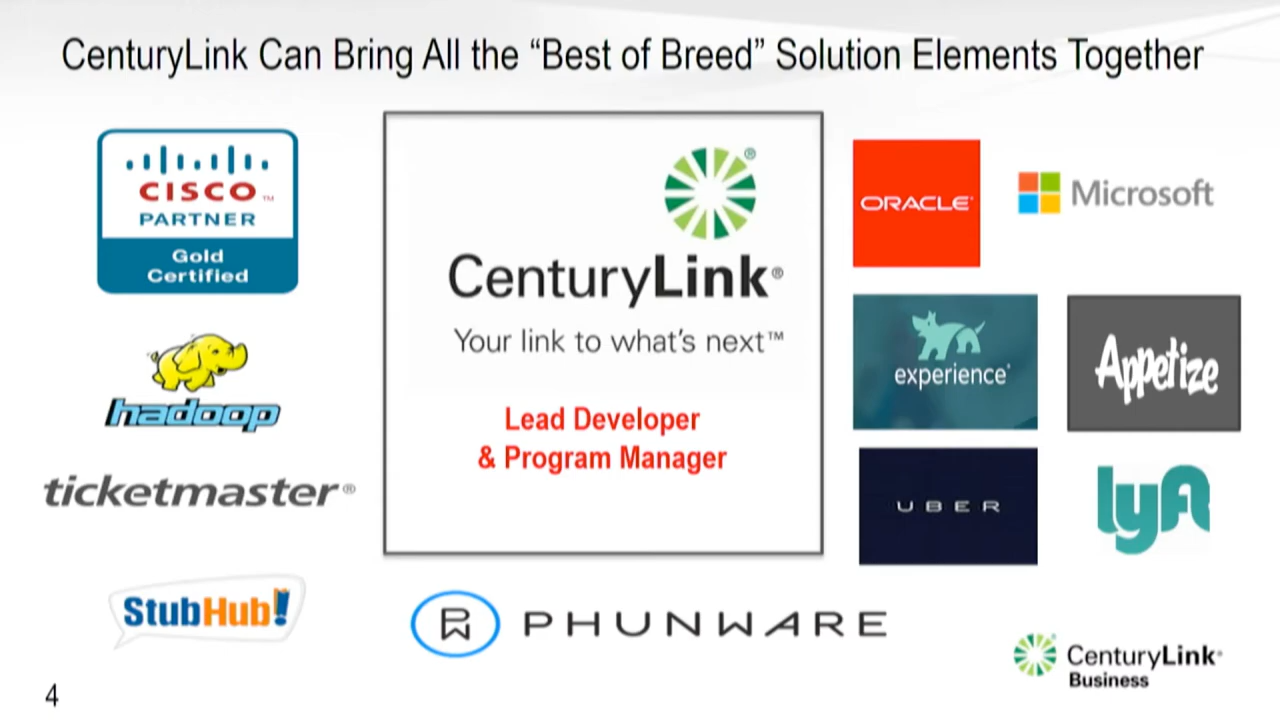 CenturyLink Can Bring All the “Best of Breed” Solution Elements Together
CISCO™
PARTNER
Gold
Certified
hadoop
ticketmaster®
StubHub!
®
CenturyLink®
Your link to what's next™
Lead Developer
& Program Manager
PHUNWARE
ORACLE®
Microsoft
experience®
Appetize
UBER
lyft
CenturyLink®
Business
4